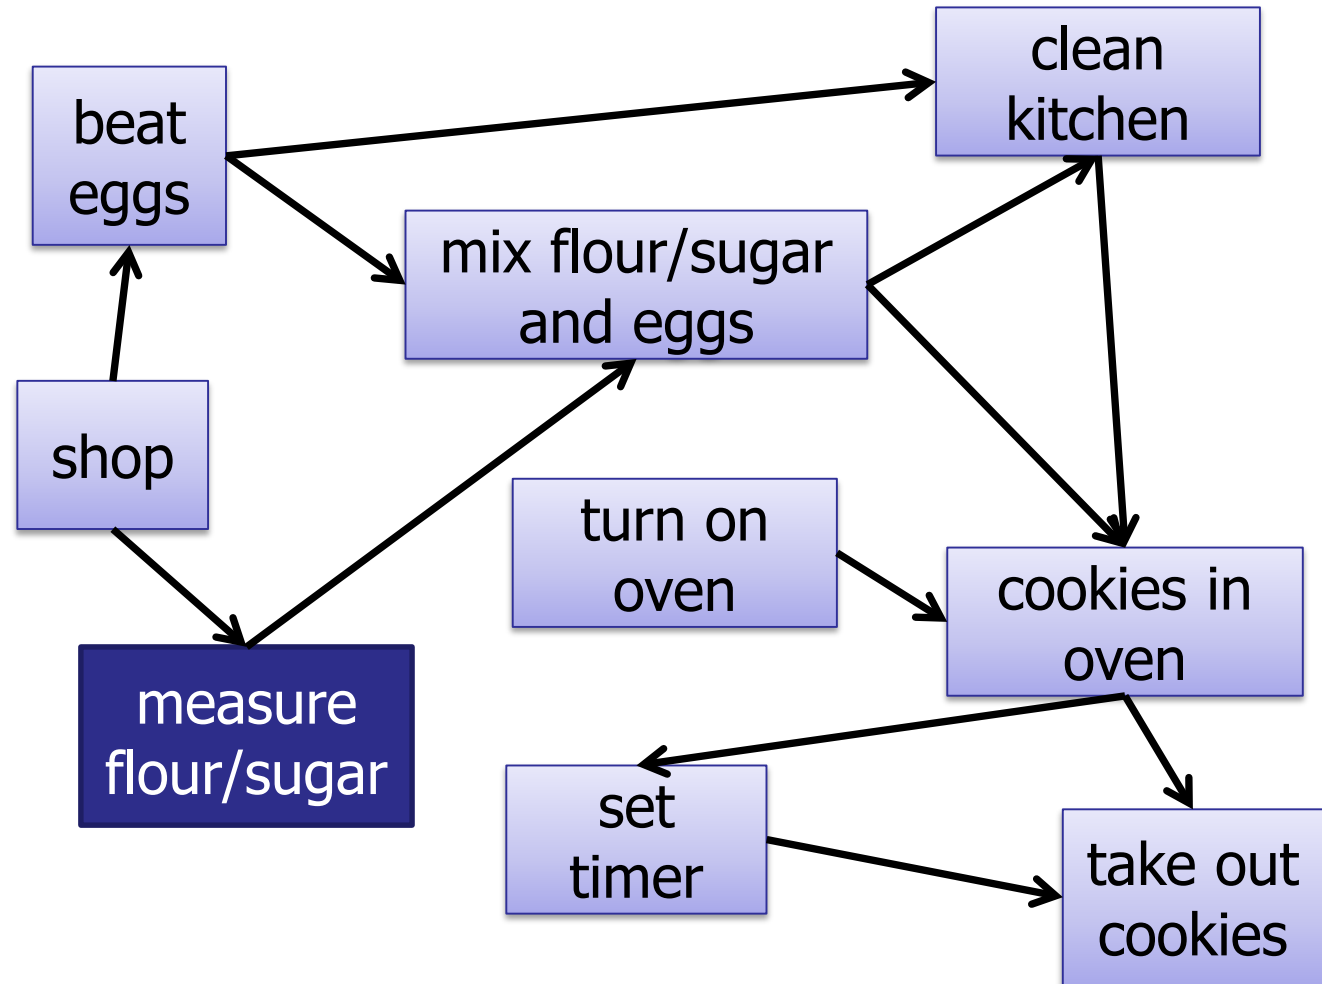 clean
kitchen
beat
eggs
mix flour/sugar
and eggs
shop
turn on
oven
cookies in
oven
measure
flour/sugar
set
timer
take out
cookies